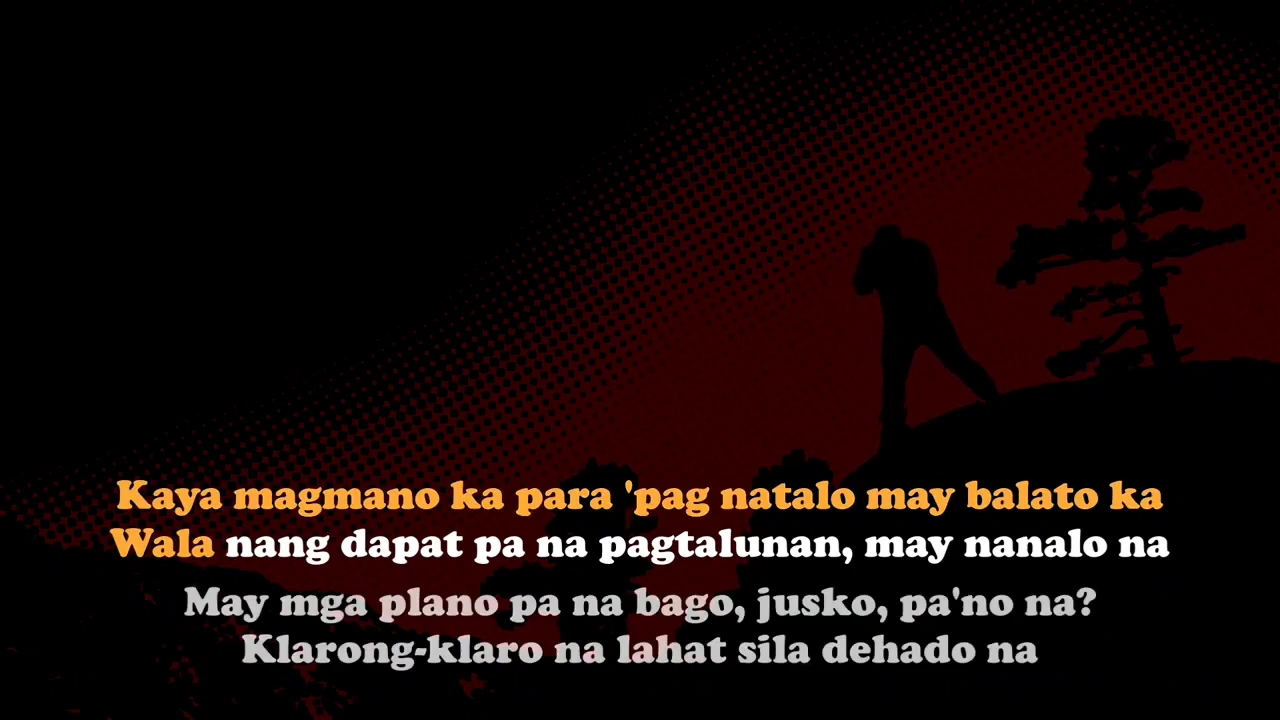 Kaya magmano ka para 'pag natalo may balato ka
Wala nang dapat pa na pagtalunan, may nanalo na
May mga plano pa na bago, jusko, pa'no na?
Klarong-klaro na lahat sila dehado na